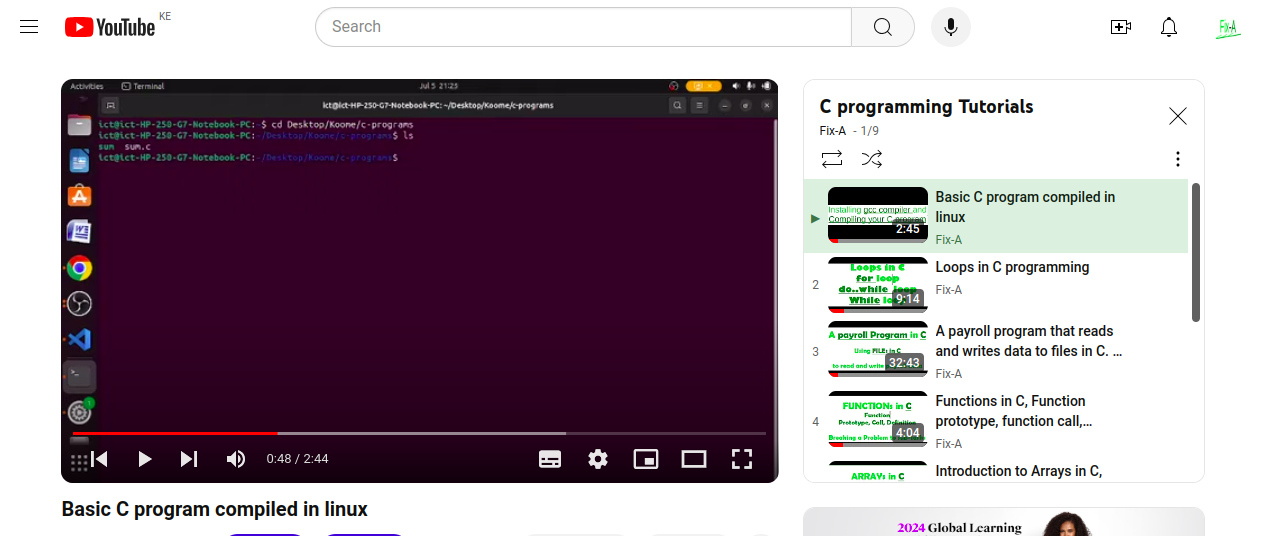 YouTube KE
Search
Fix-A
Activities Terminal Jul 5 21:25
ict@ict-HP-250-G7-Notebook-PC: ~/Desktop/Koome/c-programs
ict@ict-HP-250-G7-Notebook-PC:~$ cd Desktop/Koome/c-programs
ict@ict-HP-250-G7-Notebook-PC:~/Desktop/Koome/c-programs$ ls
sum sum.c
ict@ict-HP-250-G7-Notebook-PC:~/Desktop/Koome/c-programs$
0:48 / 2:44
Basic C program compiled in linux
C programming Tutorials
Fix-A - 1/9
Installing gcc compiler and
Compiling your C program
2:45
Basic C program compiled in
linux
Fix-A
2
Loops in C
for loop
do..while loop
While
9:14
Loops in C programming
Fix-A
3
A payroll Program in C
Using FILEs in C
to read and write
32:43
A payroll program that reads
and writes data to files in C. ...
Fix-A
4
FUNCTIONs in C
Function
Prototype, Call, Definition
Breaking a Problem to
4:04
Functions in C, Function
prototype, function call,...
Fix-A
ARRAYs in C
Introduction to Arrays in C,
2024 Global Learning